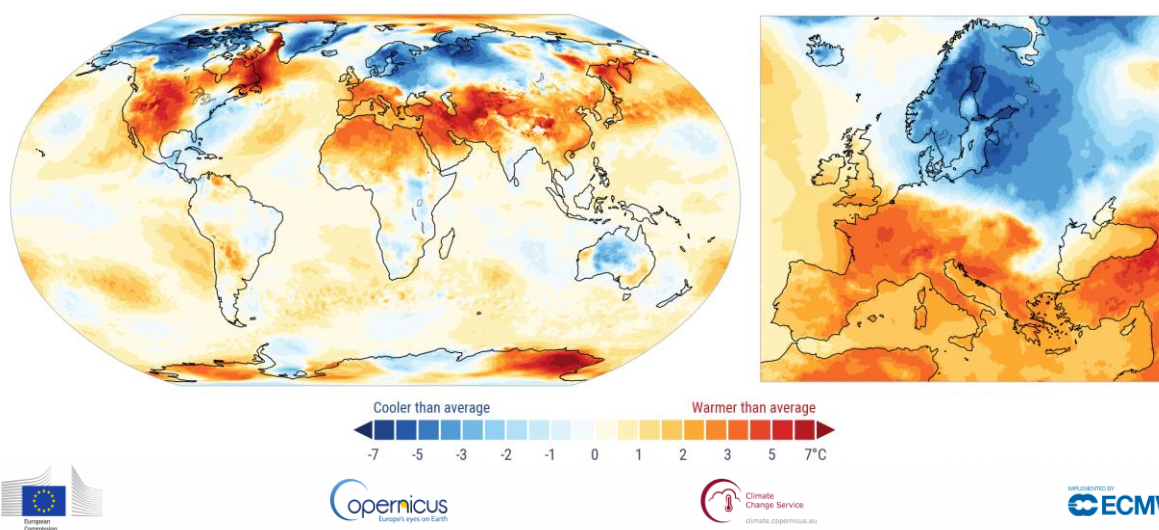 Cooler than average
Warmer than average
-7 -5 -3 -2 -1 0 1 2 3 5 7°C
European
Commission
opernicus
Europe's eyes on Earth
Climate
Change Service
climate.copernicus.eu
IMPLEMENTED BY
ECMW